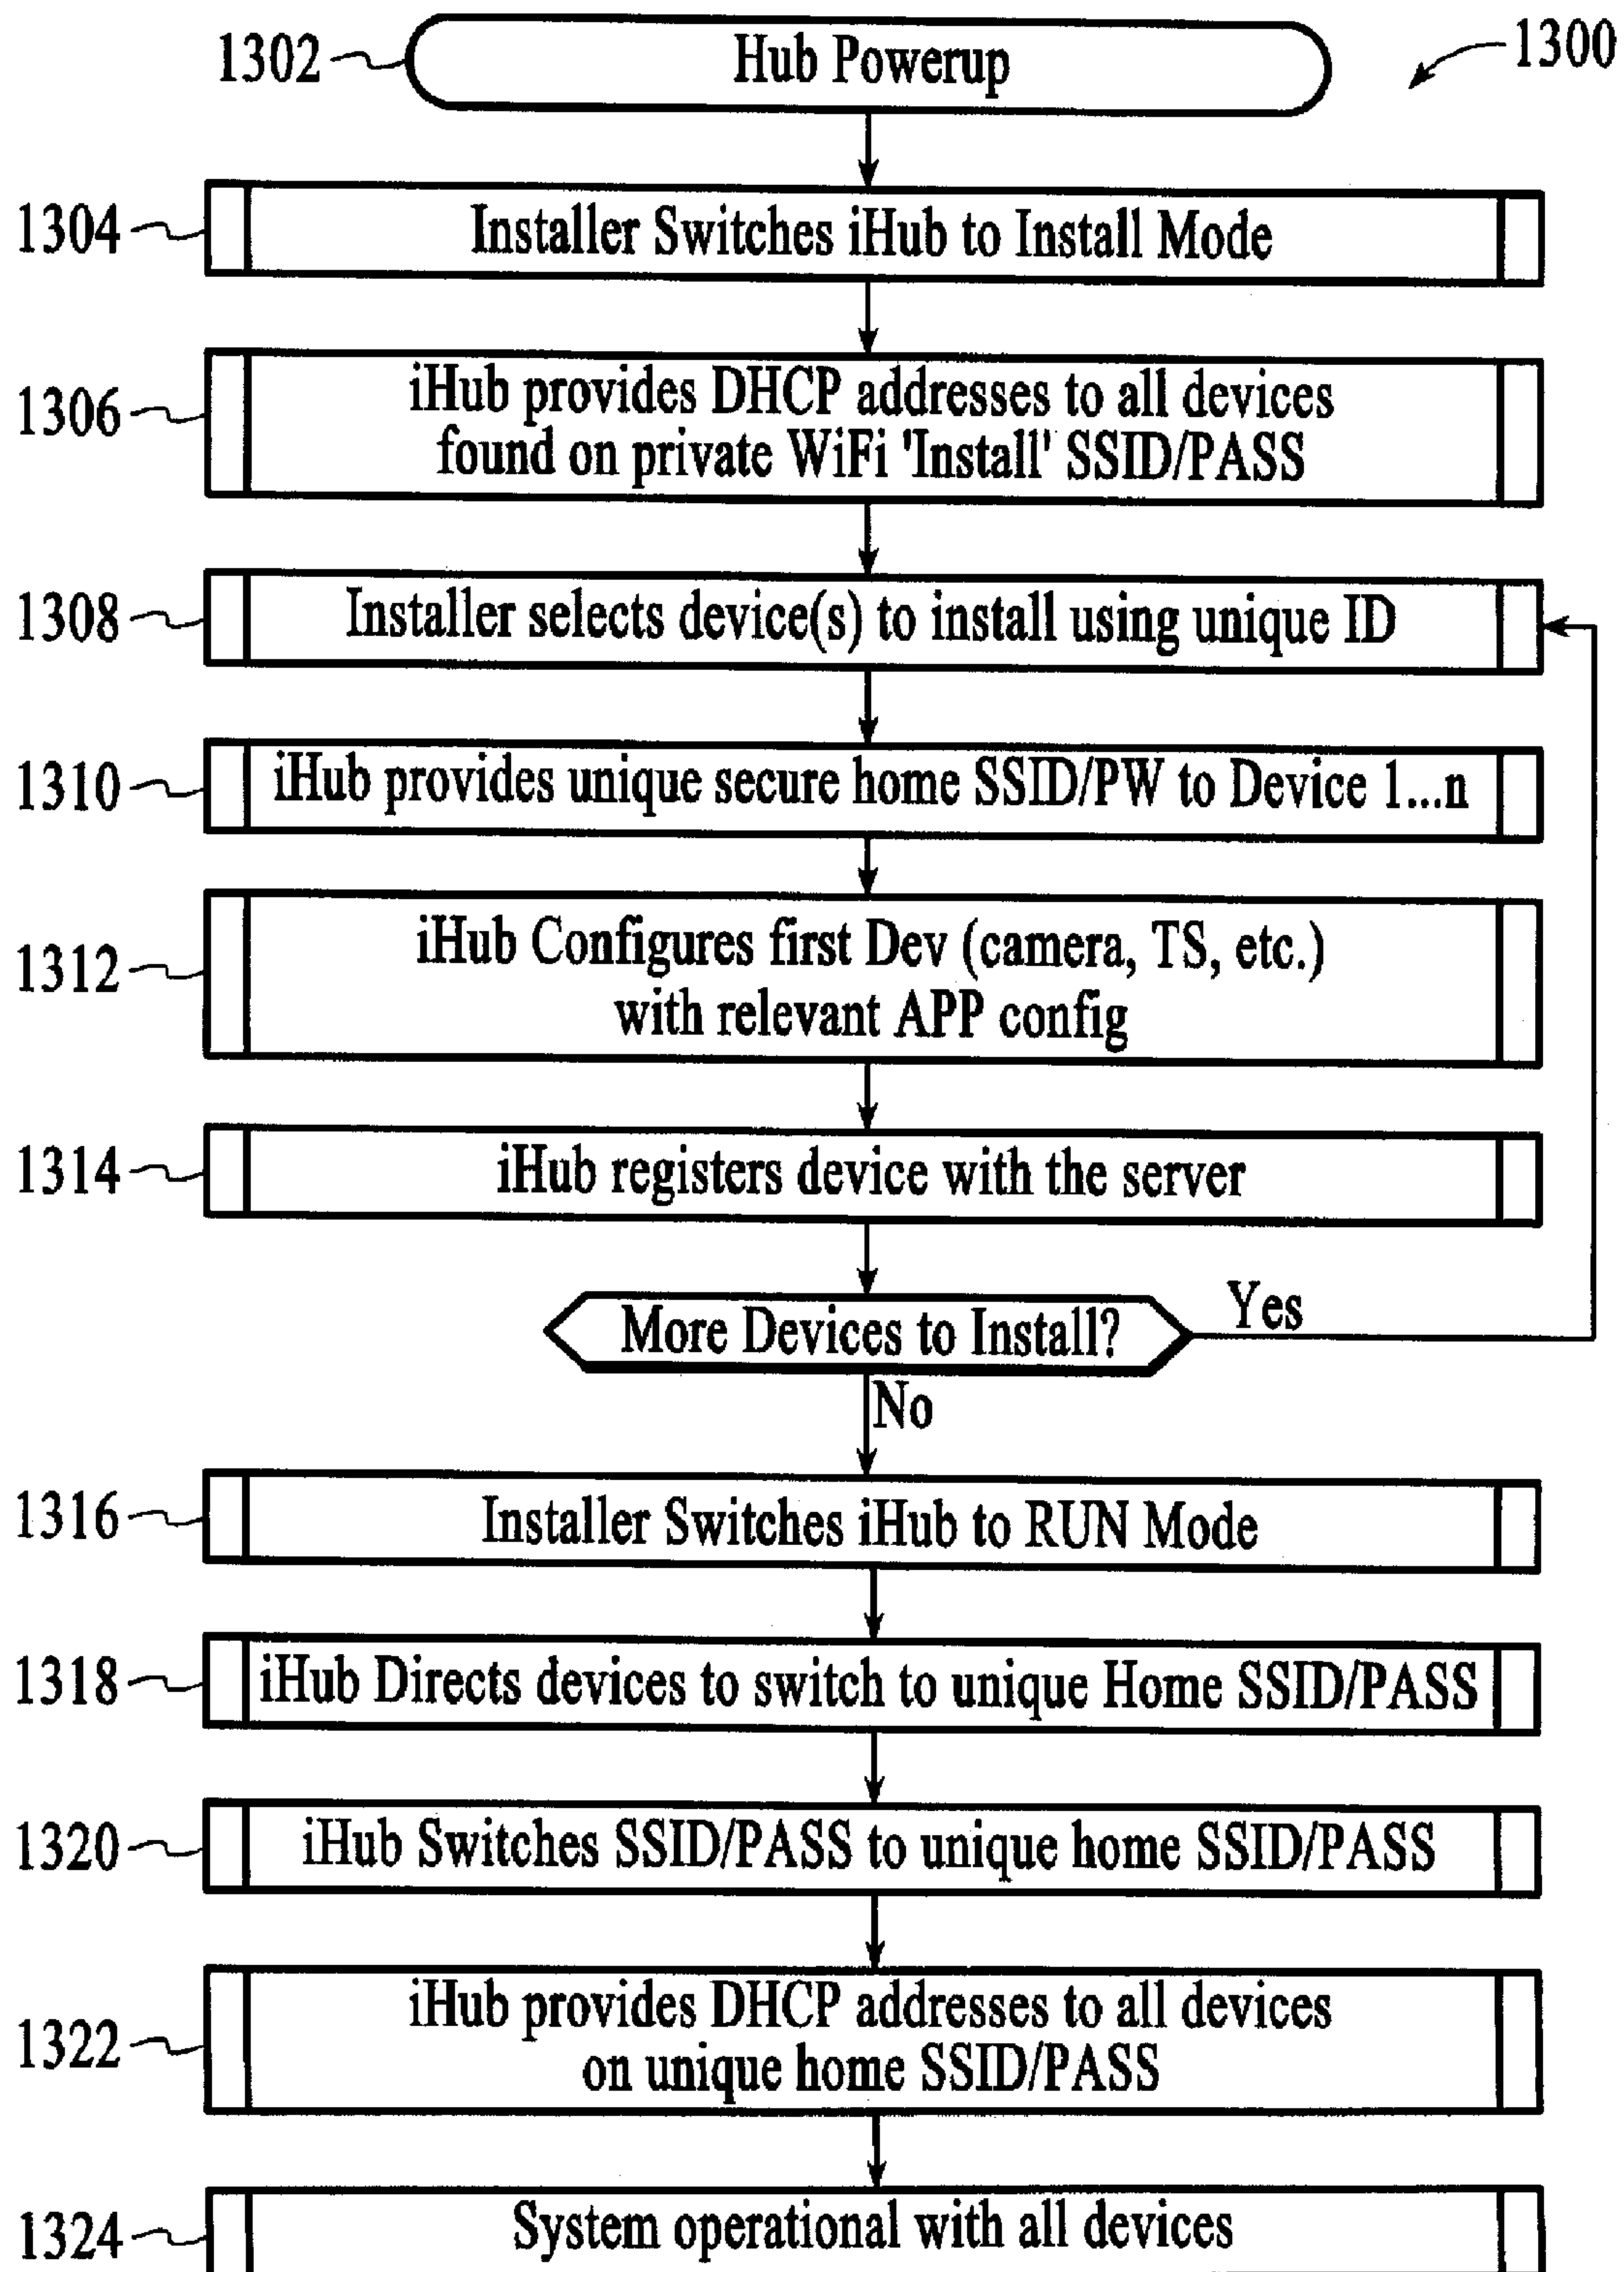 1302
Hub Powerup
1300
1304
Installer Switches iHub to Install Mode
1306
iHub provides DHCP addresses to all devices
found on private WiFi 'Install' SSID/PASS
1308
Installer selects device(s) to install using unique ID
1310
iHub provides unique secure home SSID/PW to Device 1...n
1312
iHub Configures first Dev (camera, TS, etc.)
with relevant APP config
1314
iHub registers device with the server
More Devices to Install?
Yes
No
1316
Installer Switches iHub to RUN Mode
1318
iHub Directs devices to switch to unique Home SSID/PASS
1320
iHub Switches SSID/PASS to unique home SSID/PASS
1322
iHub provides DHCP addresses to all devices
on unique home SSID/PASS
1324
System operational with all devices